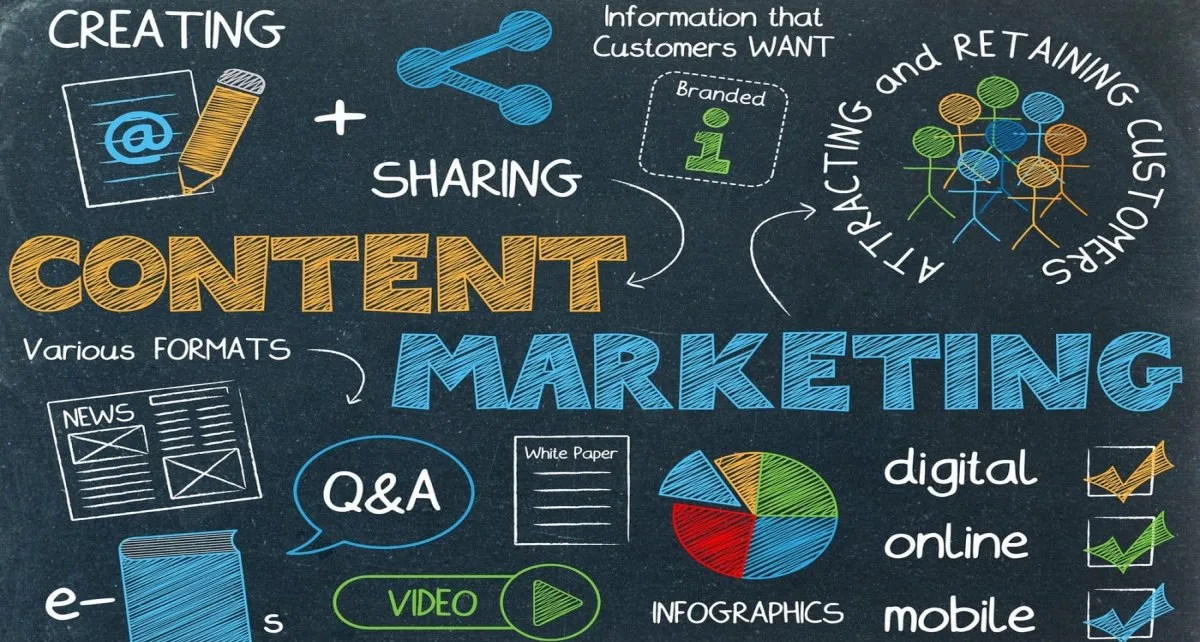 CREATING
@
+
SHARING
Information that
Customers WANT
Branded
i
ATTRACTING and RETAINING CUSTOMERS
CONTENT
MARKETING
Various FORMATS
NEWS
Q&A
White Paper
e-
s
VIDEO
INFOGRAPHICS
digital
online
mobile